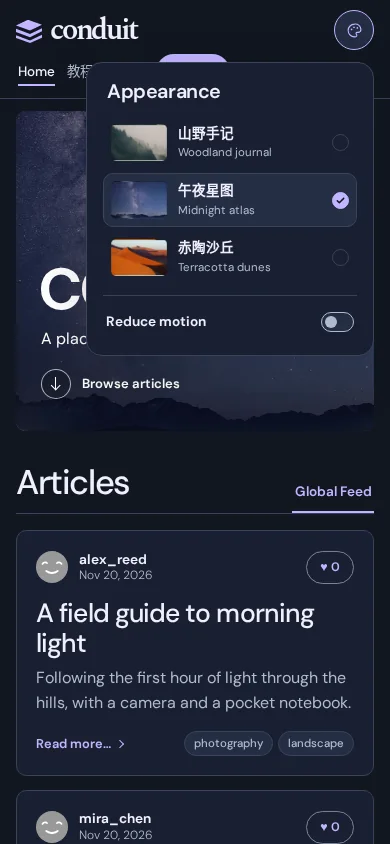 conduit
Home 教程
Appearance
山野手记
Woodland journal
午夜星图
Midnight atlas
赤陶沙丘
Terracotta dunes
Reduce motion
A plac
Browse articles
Articles
Global Feed
alex_reed
Nov 20, 2026
♥ 0
A field guide to morning
light
Following the first hour of light through the
hills, with a camera and a pocket notebook.
Read more...
photography landscape
mira_chen
Nov 20, 2026
♥ 0